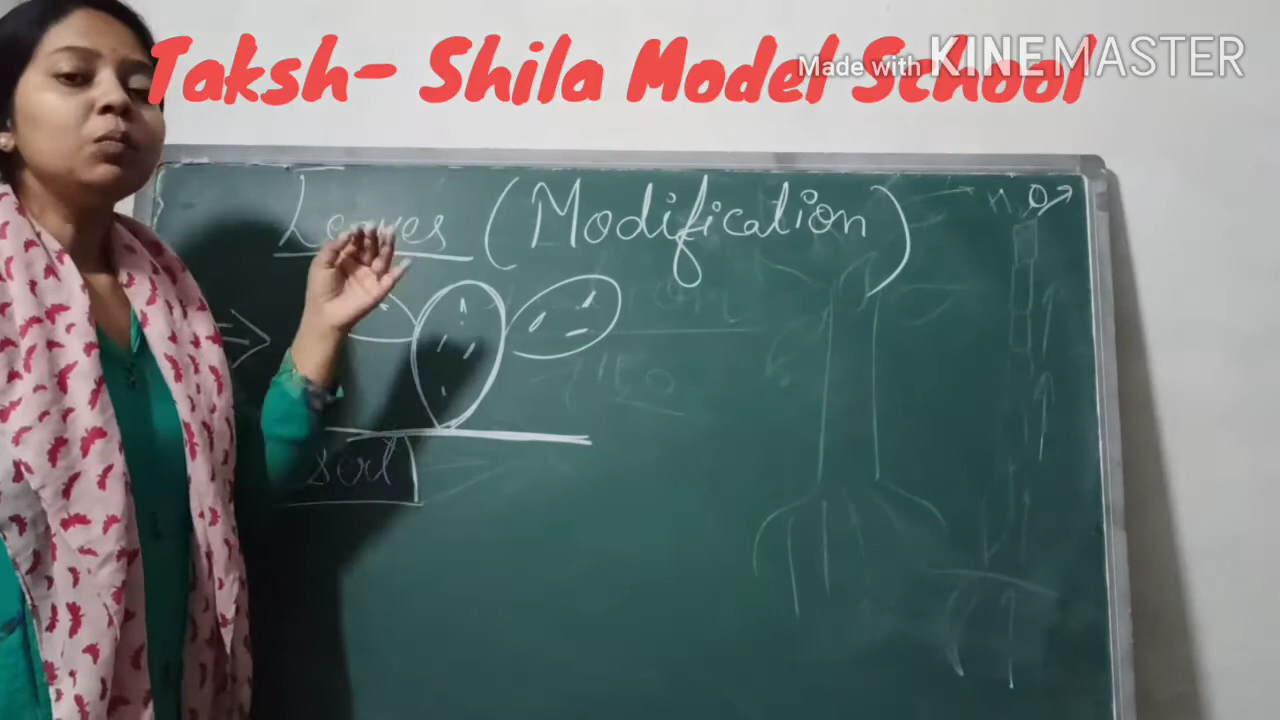 Taksh- Shila Model School
Made with KINEMASTER
Leaves (Modification)
soil